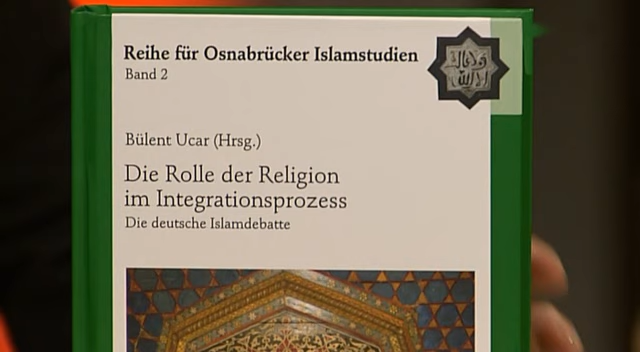 Reihe für Osnabrücker Islamstudien
Band 2
Bülent Ucar (Hrsg.)
Die Rolle der Religion
im Integrationsprozess
Die deutsche Islamdebatte